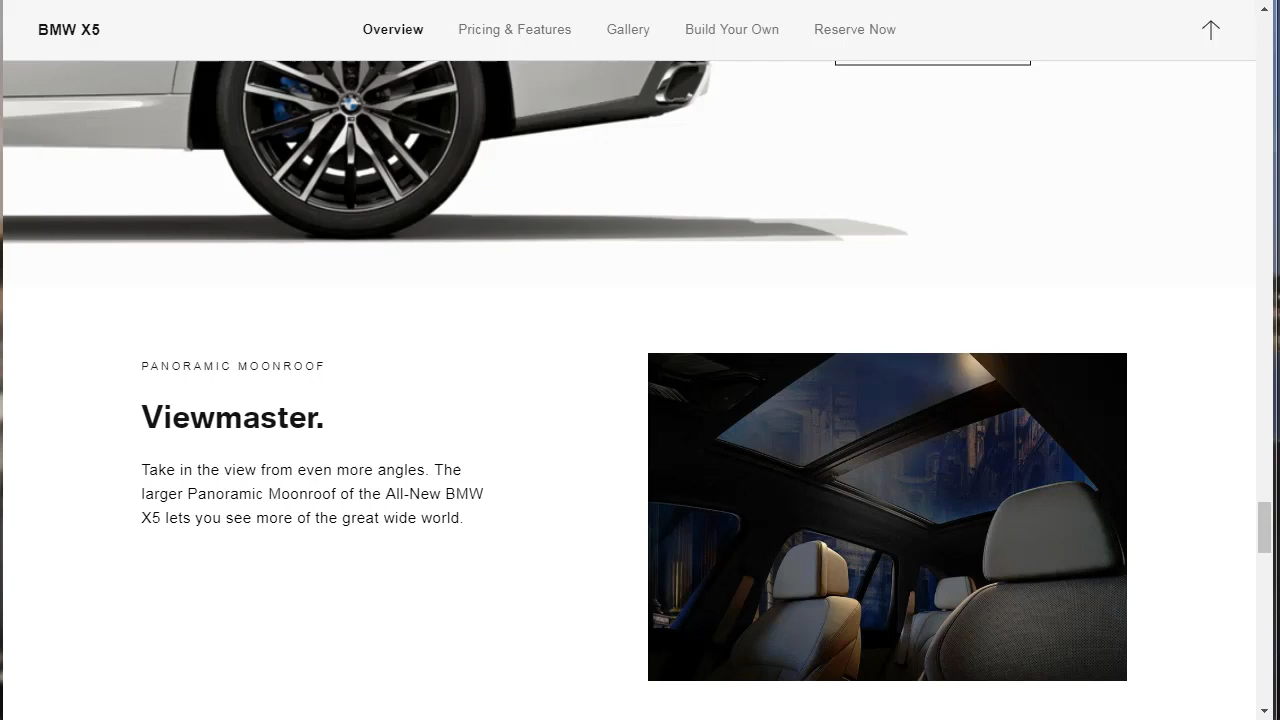 BMW X5
Overview
Pricing & Features
Gallery
Build Your Own
Reserve Now
PANORAMIC MOONROOF
Viewmaster.
Take in the view from even more angles. The
larger Panoramic Moonroof of the All-New BMW
X5 lets you see more of the great wide world.